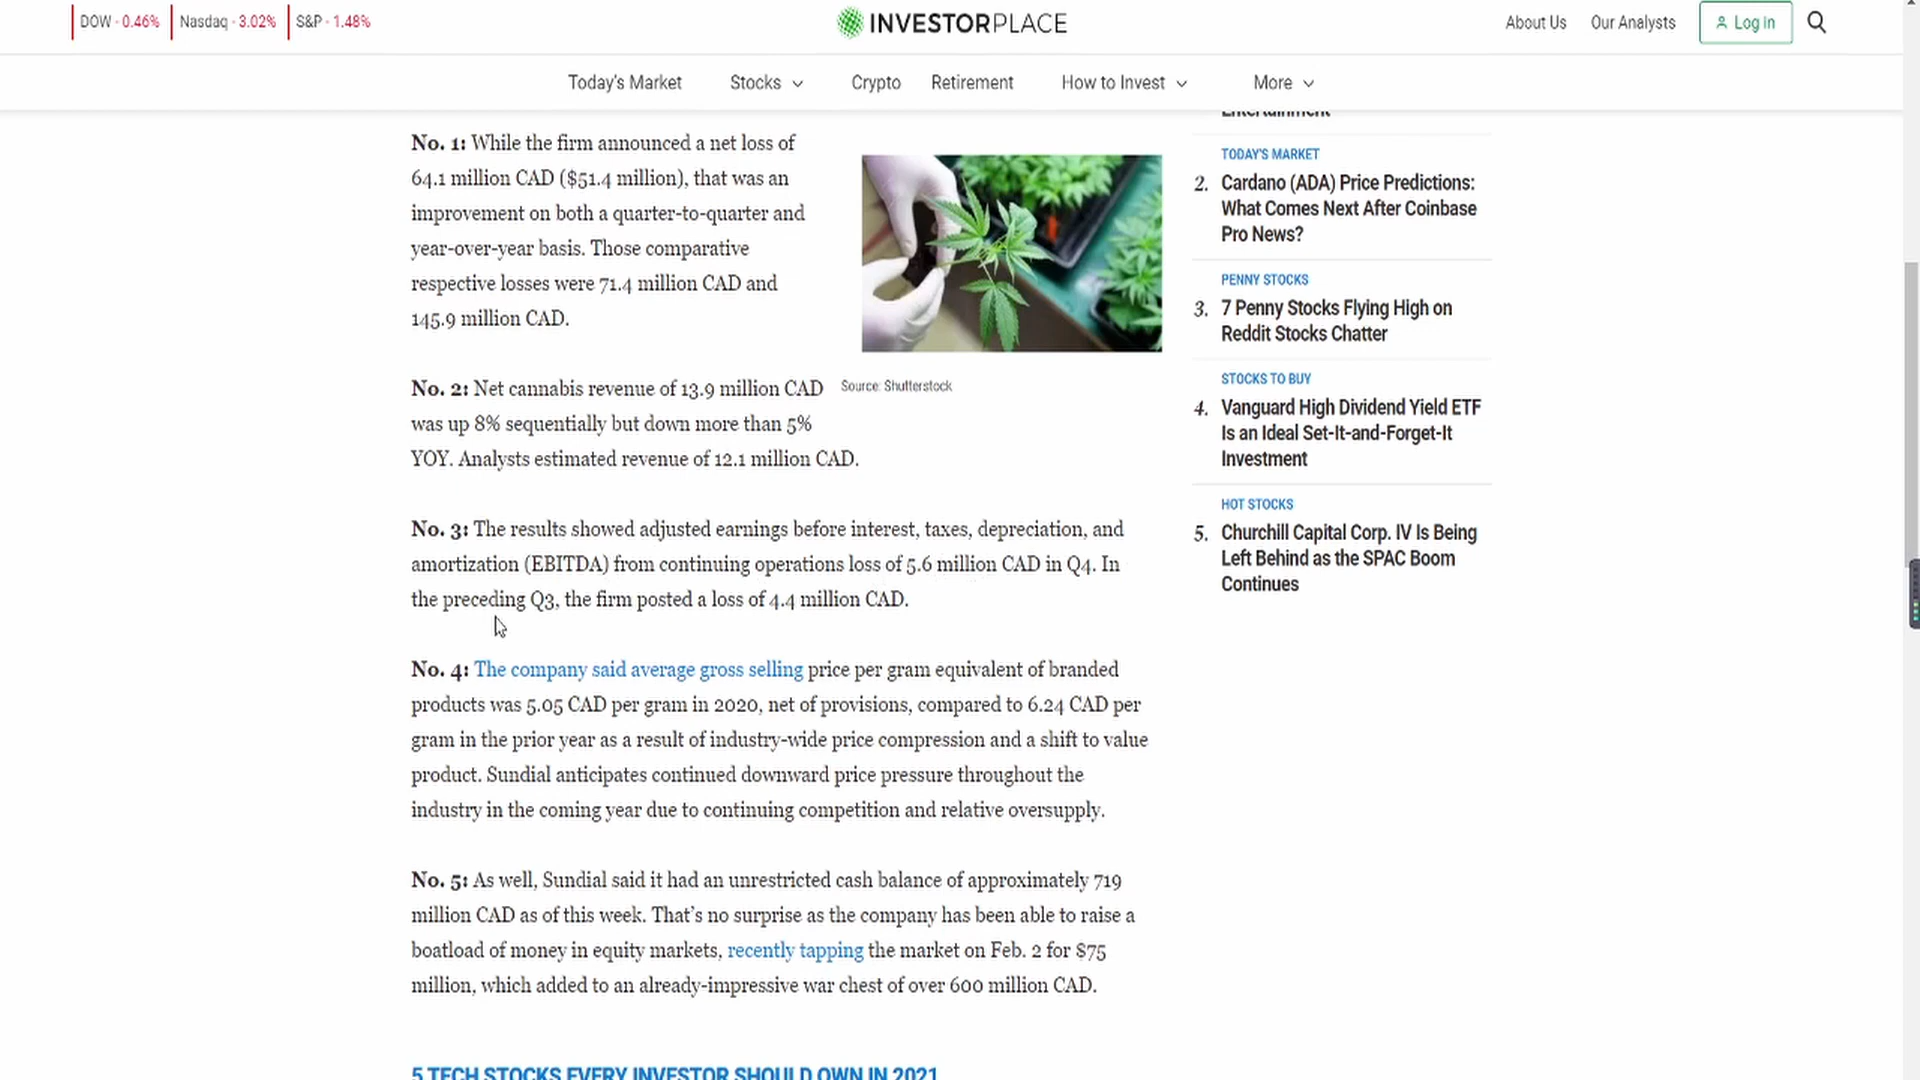 DOW - 0.46% Nasdaq - 3.02% S&P - 1.48%
INVESTORPLACE
About Us Our Analysts Log in
Today's Market Stocks Crypto Retirement How to Invest More
No. 1: While the firm announced a net loss of
64.1 million CAD ($51.4 million), that was an
improvement on both a quarter-to-quarter and
year-over-year basis. Those comparative
respective losses were 71.4 million CAD and
145.9 million CAD.
Source: Shutterstock
No. 2: Net cannabis revenue of 13.9 million CAD
was up 8% sequentially but down more than 5%
YOY. Analysts estimated revenue of 12.1 million CAD.
No. 3: The results showed adjusted earnings before interest, taxes, depreciation, and
amortization (EBITDA) from continuing operations loss of 5.6 million CAD in Q4. In
the preceding Q3, the firm posted a loss of 4.4 million CAD.
No. 4: The company said average gross selling price per gram equivalent of branded
products was 5.05 CAD per gram in 2020, net of provisions, compared to 6.24 CAD per
gram in the prior year as a result of industry-wide price compression and a shift to value
product. Sundial anticipates continued downward price pressure throughout the
industry in the coming year due to continuing competition and relative oversupply.
No. 5: As well, Sundial said it had an unrestricted cash balance of approximately 719
million CAD as of this week. That's no surprise as the company has been able to raise a
boatload of money in equity markets, recently tapping the market on Feb. 2 for $75
million, which added to an already-impressive war chest of over 600 million CAD.
5 TECH STOCKS EVERY INVESTOR SHOULD OWN IN 2021
Entertainment
TODAY'S MARKET
2. Cardano (ADA) Price Predictions:
What Comes Next After Coinbase
Pro News?
PENNY STOCKS
3. 7 Penny Stocks Flying High on
Reddit Stocks Chatter
STOCKS TO BUY
4. Vanguard High Dividend Yield ETF
Is an Ideal Set-It-and-Forget-It
Investment
HOT STOCKS
5. Churchill Capital Corp. IV Is Being
Left Behind as the SPAC Boom
Continues